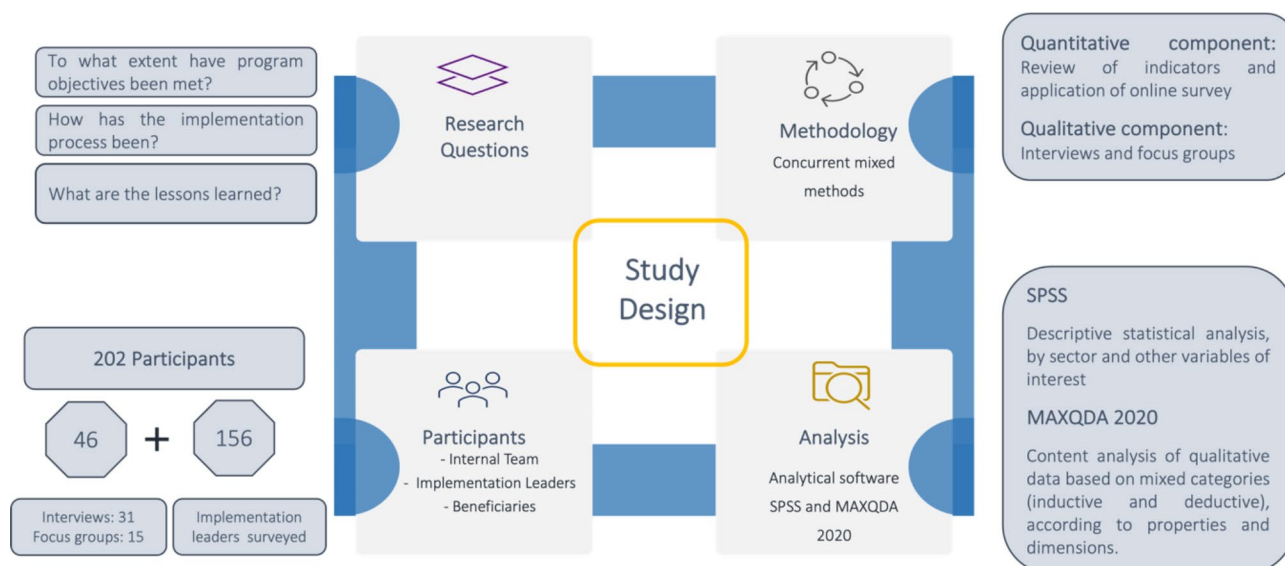 To what extent have program
objectives been met?
How has the implementation
process been?
What are the lessons learned?
Research
Questions
Methodology
Concurrent mixed
methods
Quantitative component:
Review of indicators and
application of online survey
Qualitative component:
Interviews and focus groups
Study
Design
202 Participants
46 + 156
Interviews: 31
Focus groups: 15
Implementation
leaders surveyed
Participants
- Internal Team
- Implementation Leaders
- Beneficiaries
Analysis
Analytical software
SPSS and MAXQDA
2020
SPSS
Descriptive statistical analysis,
by sector and other variables of
interest
MAXQDA 2020
Content analysis of qualitative
data based on mixed categories
(inductive and deductive),
according to properties and
dimensions.